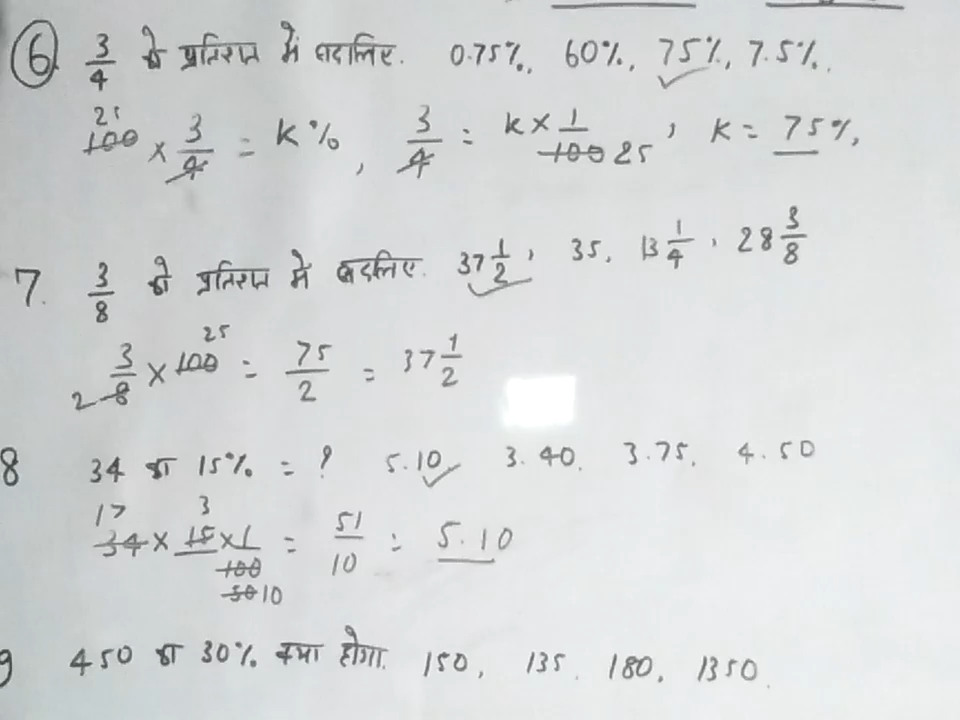 6. 3/4 को प्रतिशत में बदलिए. 0.75%, 60%, 75%, 7.5%.
25
100 × 3/4 = K%, 3/4 = K × 1/100 25, K = 75%,
7. 3/8 को प्रतिशत में बदलिए. 37 1/2, 35, 13 1/4, 28 3/8
25
2 3/8 × 100 = 75/2 = 37 1/2
8 34 का 15% = ? 5.10 3.40. 3.75. 4.50
17 3
34 × 15 × 1/100 = 51/10 = 5.10
50 10
9 450 का 30% क्या होगा. 150, 135. 180, 1350.